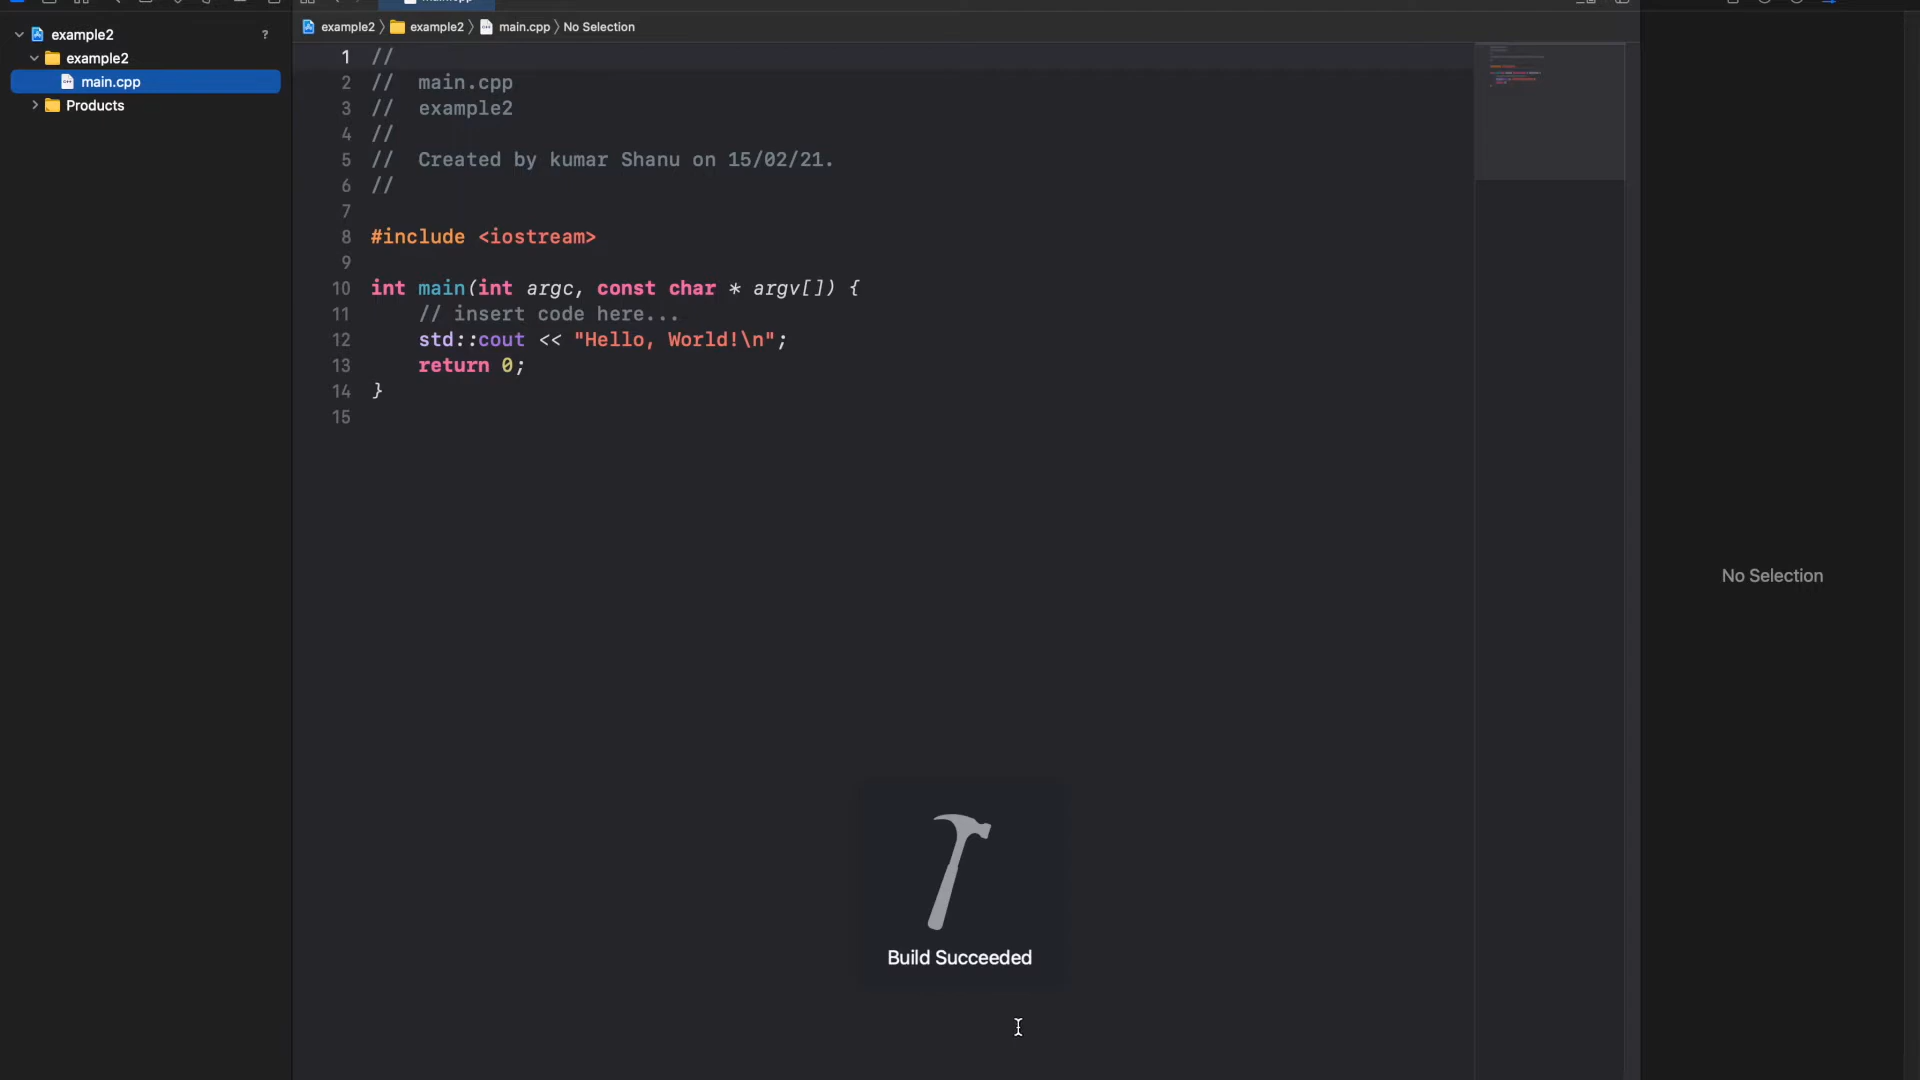 example2 ?
example2
main.cpp
Products
example2 〉 example2 〉 main.cpp 〉 No Selection
1 //
2 //  main.cpp
3 //  example2
4 //
5 //  Created by kumar Shanu on 15/02/21.
6 //
7
8 #include <iostream>
9
10 int main(int argc, const char * argv[]) {
11     // insert code here...
12     std::cout << "Hello, World!\n";
13     return 0;
14 }
15
No Selection
Build Succeeded